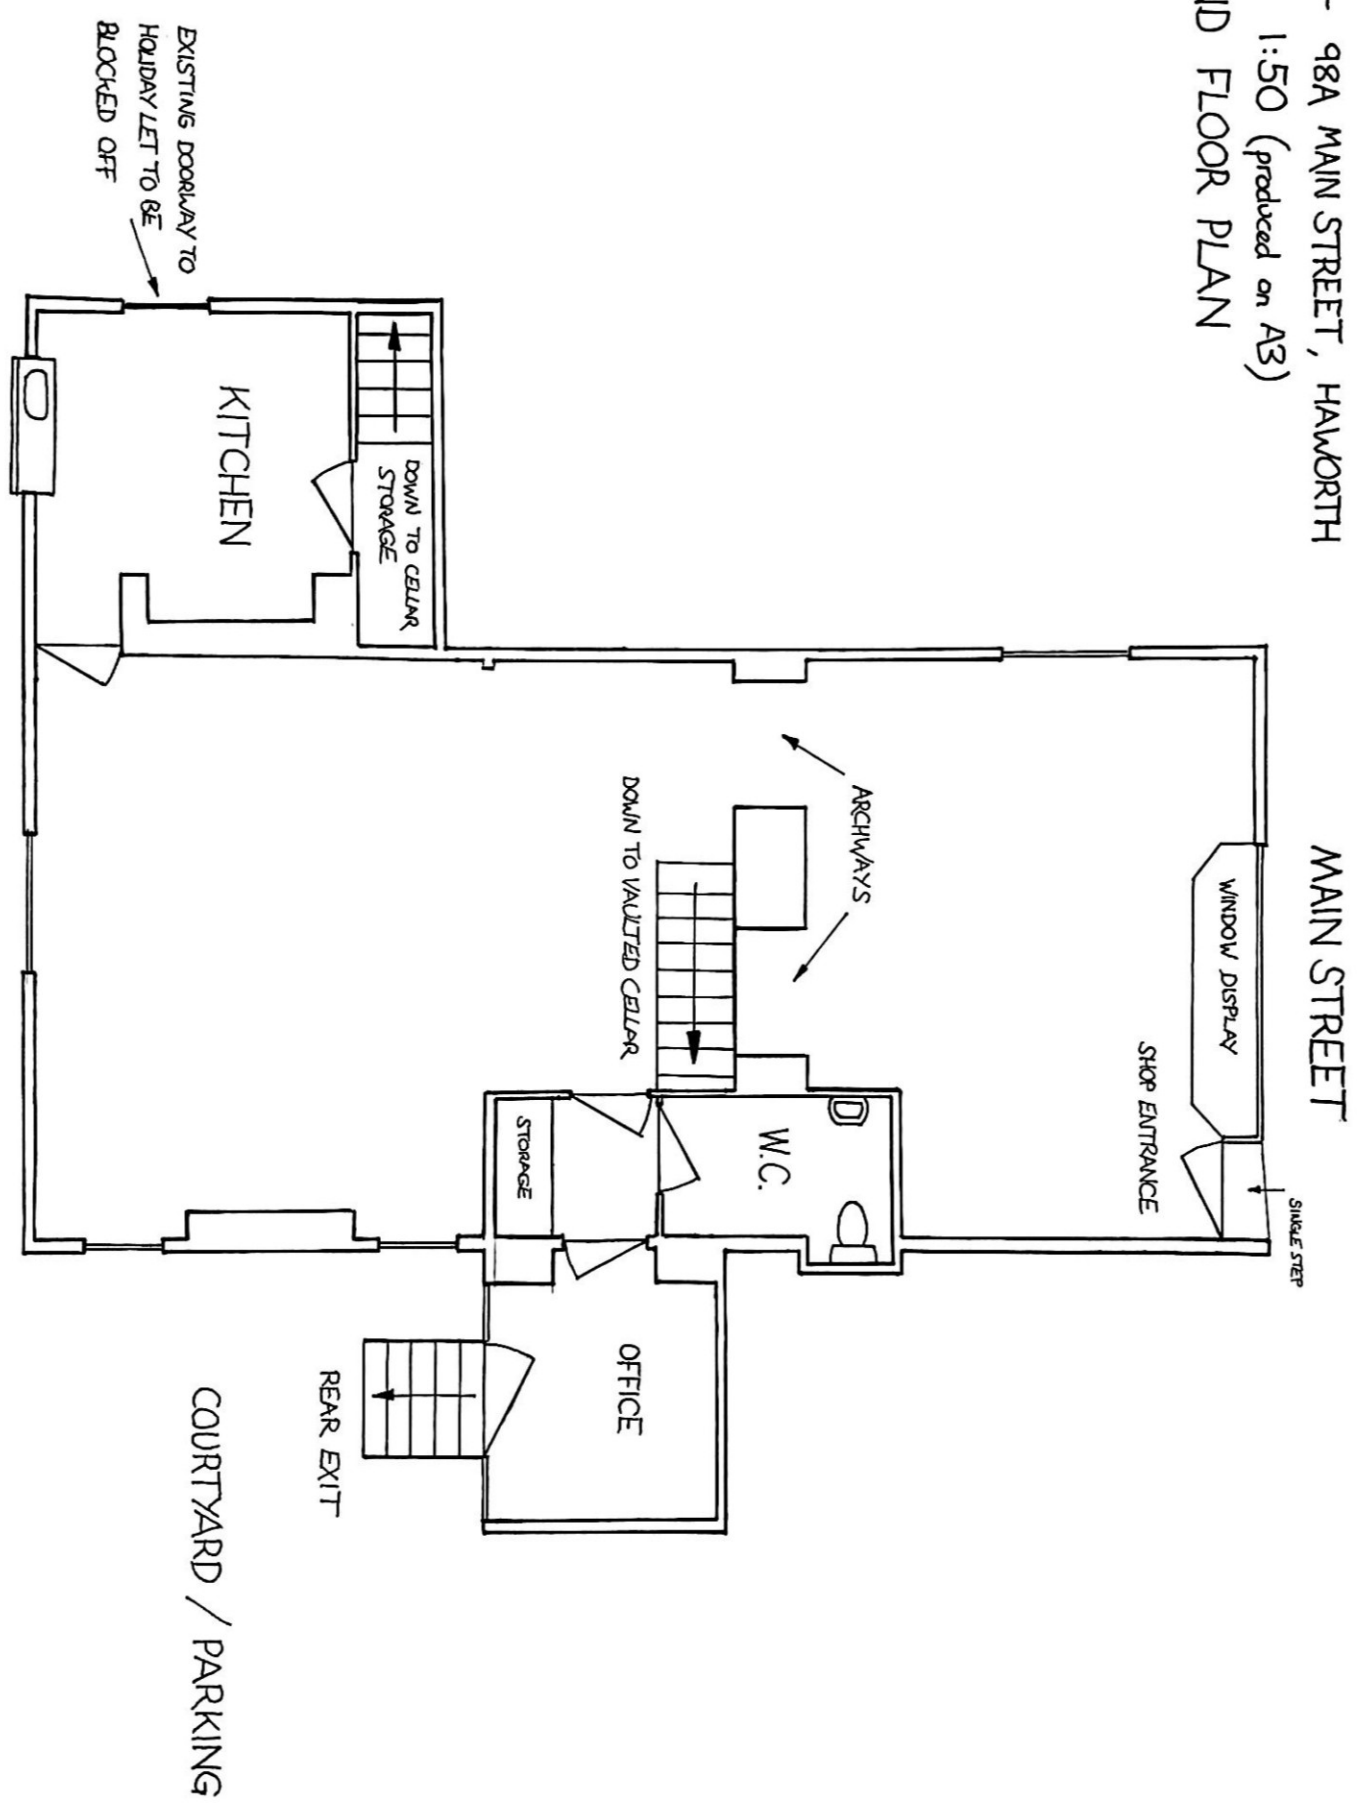 - 98A MAIN STREET, HAWORTH
1:50 (produced on A3)
FLOOR PLAN
MAIN STREET
SINGLE STEP
WINDOW DISPLAY
SHOP ENTRANCE
ARCHWAYS
W.C.
DOWN TO VAULTED CELLAR
OFFICE
STORAGE
DOWN TO CELLAR
STORAGE
REAR EXIT
KITCHEN
COURTYARD / PARKING
EXISTING DOORWAY TO
HOLIDAY LET TO BE
BLOCKED OFF